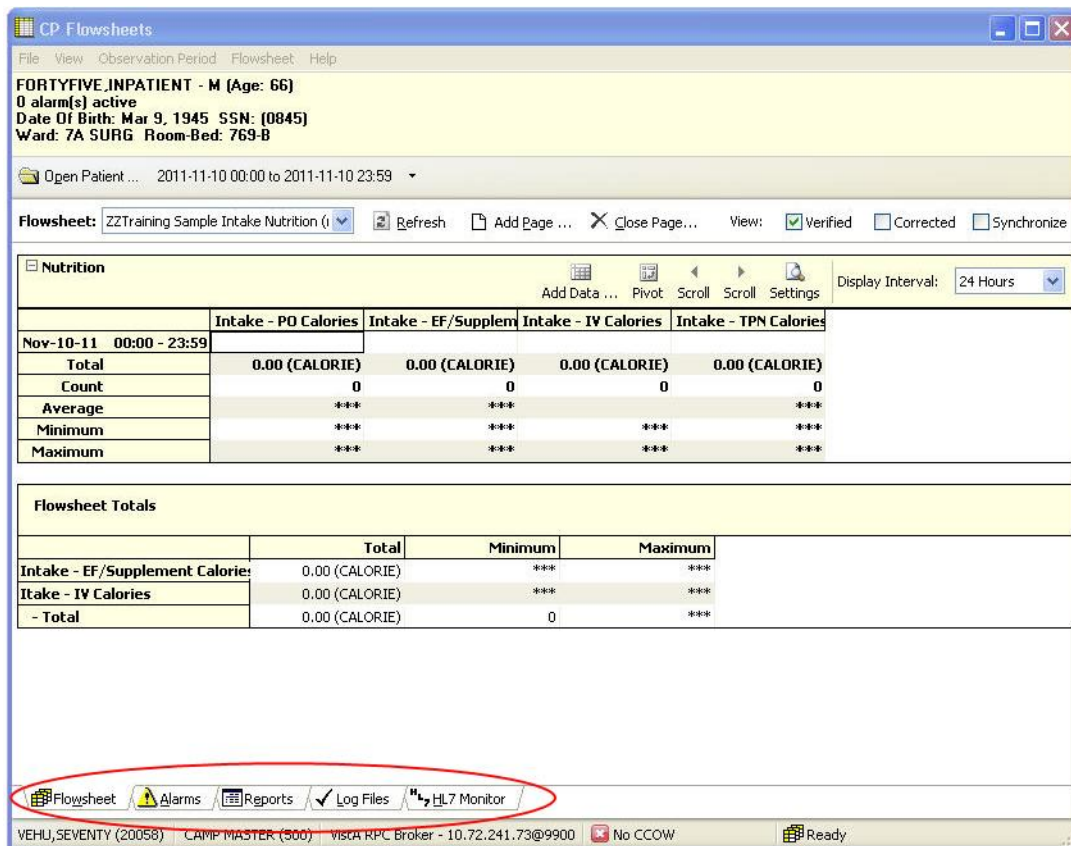 CP Flowsheets
File View Observation Period Flowsheet Help
FORTYFIVE,INPATIENT - M (Age: 66)
0 alarm(s) active
Date Of Birth: Mar 9, 1945 SSN: (0845)
Ward: 7A SURG Room-Bed: 769-B
Open Patient ... 2011-11-10 00:00 to 2011-11-10 23:59
Flowsheet: ZZTraining Sample Intake Nutrition (r Refresh Add Page ... Close Page... View: Verified Corrected Synchronize
Nutrition Add Data ... Pivot Scroll Scroll Settings Display Interval: 24 Hours
Intake - PO Calories Intake - EF/Supplem Intake - IV Calories Intake - TPN Calories
Nov-10-11 00:00 - 23:59
Total 0.00 (CALORIE) 0.00 (CALORIE) 0.00 (CALORIE) 0.00 (CALORIE)
Count 0 0 0 0
Average *** *** ***
Minimum *** *** *** ***
Maximum *** *** *** ***
Flowsheet Totals
Total Minimum Maximum
Intake - EF/Supplement Calories 0.00 (CALORIE) *** ***
Itake - IV Calories 0.00 (CALORIE) *** ***
- Total 0.00 (CALORIE) 0 ***
Flowsheet Alarms Reports Log Files HL7 HL7 Monitor
VEHU,SEVENTY (20058) CAMP MASTER (500) VistA RPC Broker - 10.72.241.73@9900 No CCOW Ready